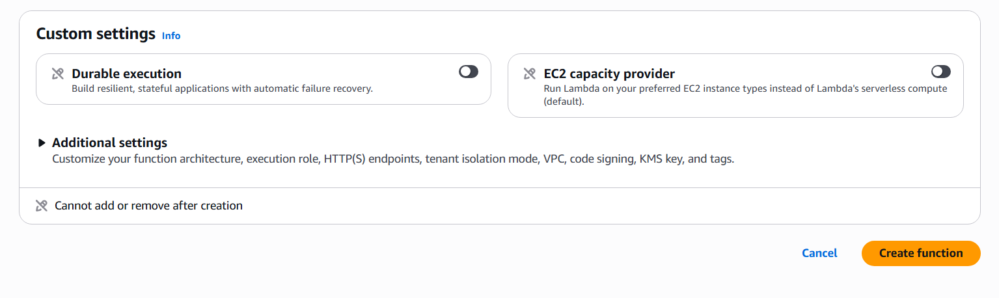 Custom settings Info
Durable execution
Build resilient, stateful applications with automatic failure recovery.
EC2 capacity provider
Run Lambda on your preferred EC2 instance types instead of Lambda's serverless compute
(default).
Additional settings
Customize your function architecture, execution role, HTTP(S) endpoints, tenant isolation mode, VPC, code signing, KMS key, and tags.
Cannot add or remove after creation
Cancel
Create function